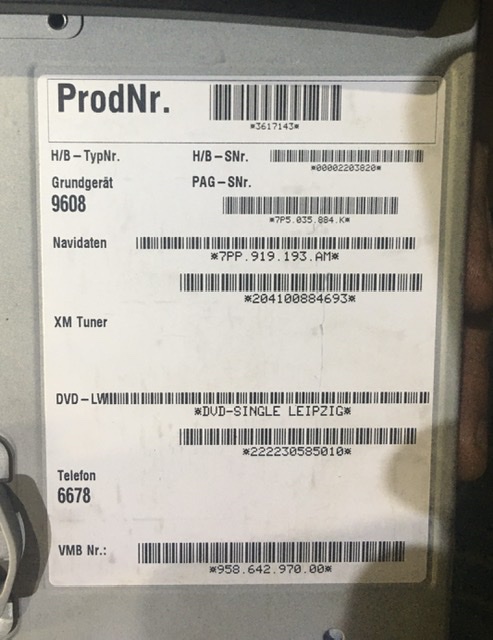 ProdNr.
*3617143*
H/B-TypNr. H/B-SNr.
*00002203820*
Grundgerät PAG-SNr.
9608
*7P5.035.884.K*
Navidaten
*7PP.919.193.AM*
*204100884693*
XM Tuner
DVD-LW
*DVD-SINGLE LEIPZIG*
*222230585010*
Telefon
6678
VMB Nr.:
*958.642.970.00*